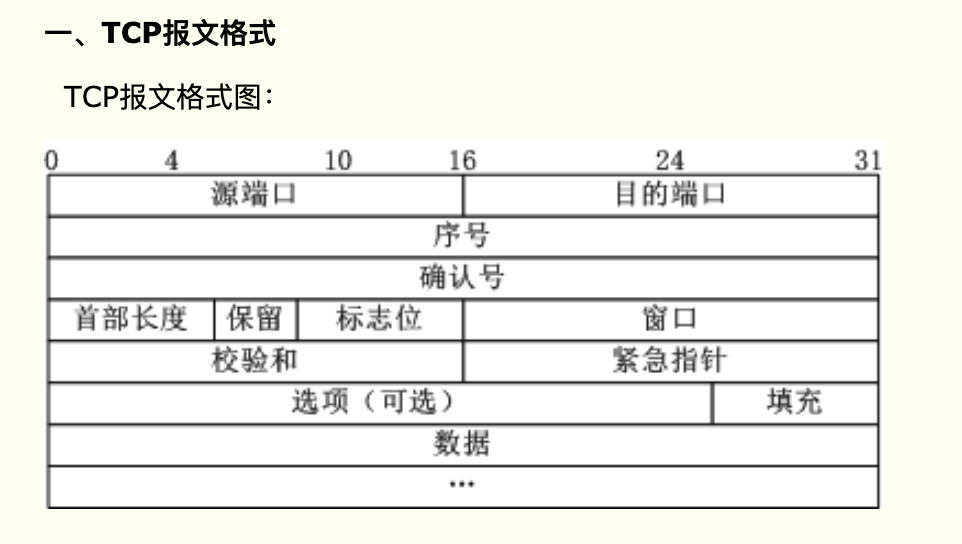 一、TCP报文格式
TCP报文格式图：
0 4 10 16 24 31
源端口 目的端口
序号
确认号
首部长度 保留 标志位 窗口
校验和 紧急指针
选项（可选） 填充
数据
…